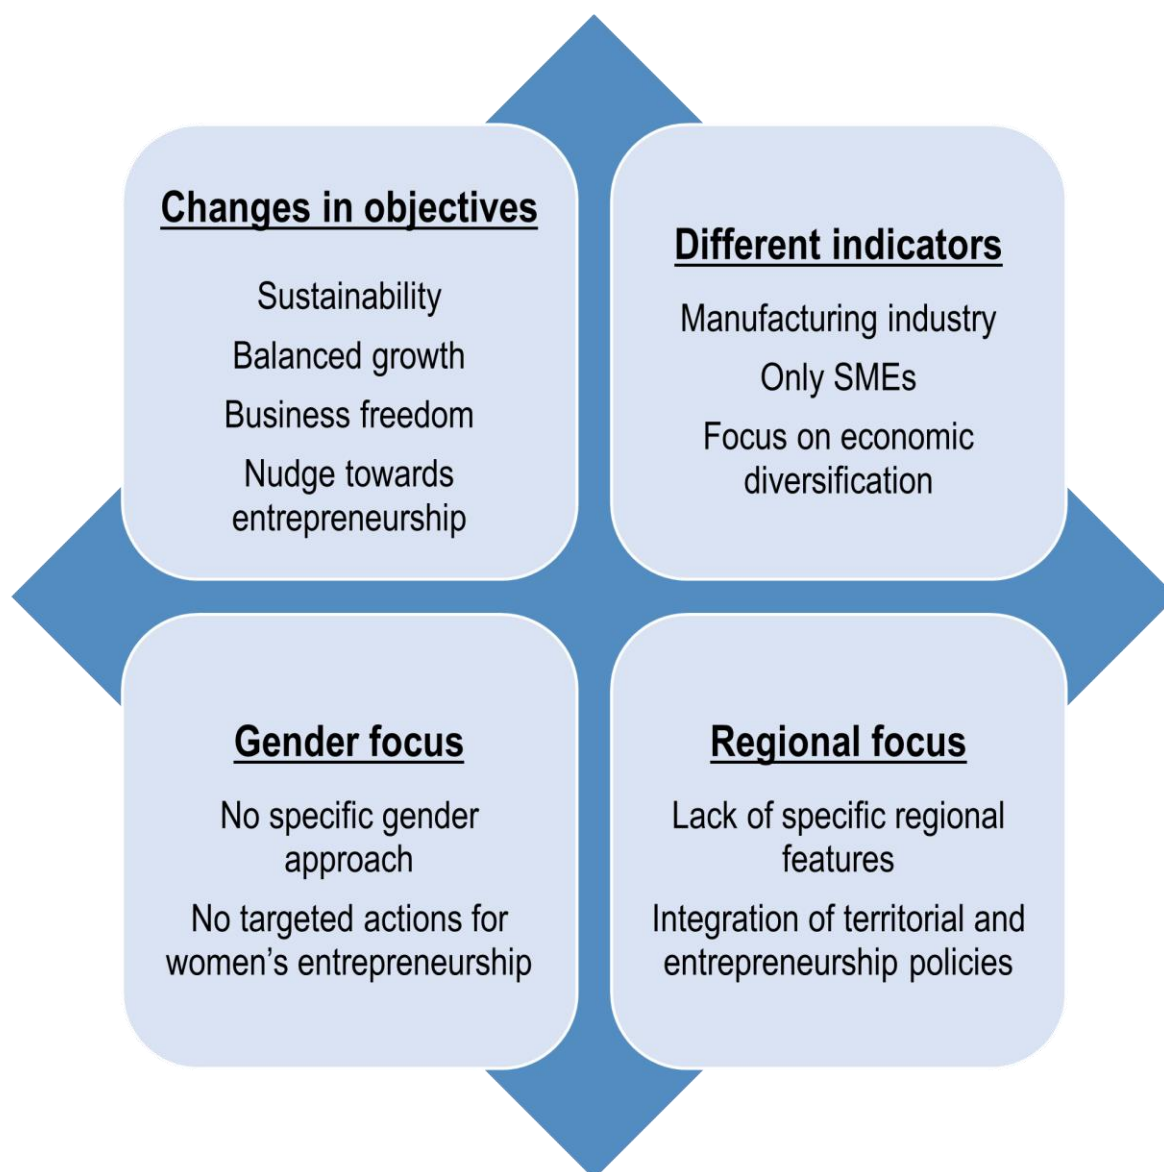 Changes in objectives
Sustainability
Balanced growth
Business freedom
Nudge towards
entrepreneurship
Different indicators
Manufacturing industry
Only SMEs
Focus on economic
diversification
Gender focus
No specific gender
approach
No targeted actions for
women’s entrepreneurship
Regional focus
Lack of specific regional
features
Integration of territorial and
entrepreneurship policies